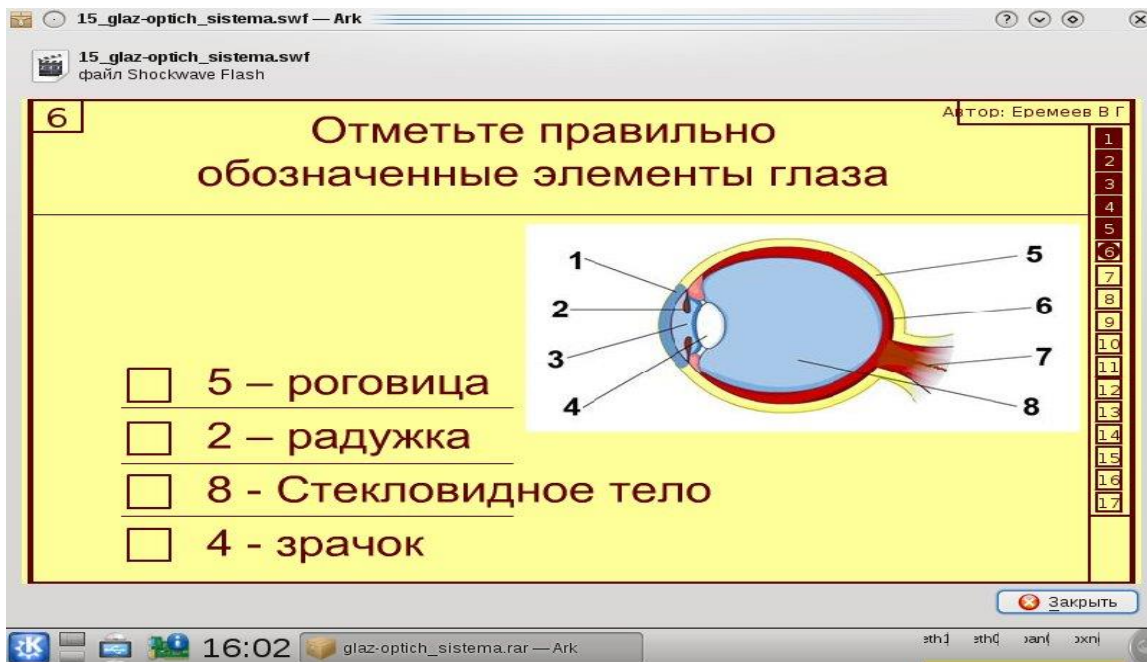 15_glaz-optich_sistema.swf — Ark
15_glaz-optich_sistema.swf
файл Shockwave Flash
6
Автор: Еремеев В Г
Отметьте правильно
обозначенные элементы глаза
1
2
3
4
5
6
7
8
9
10
11
12
13
14
15
16
17
1
2
3
4
5
6
7
8
5 – роговица
2 – радужка
8 - Стекловидное тело
4 - зрачок
Закрыть
16:02
glaz-optich_sistema.rar — Ark